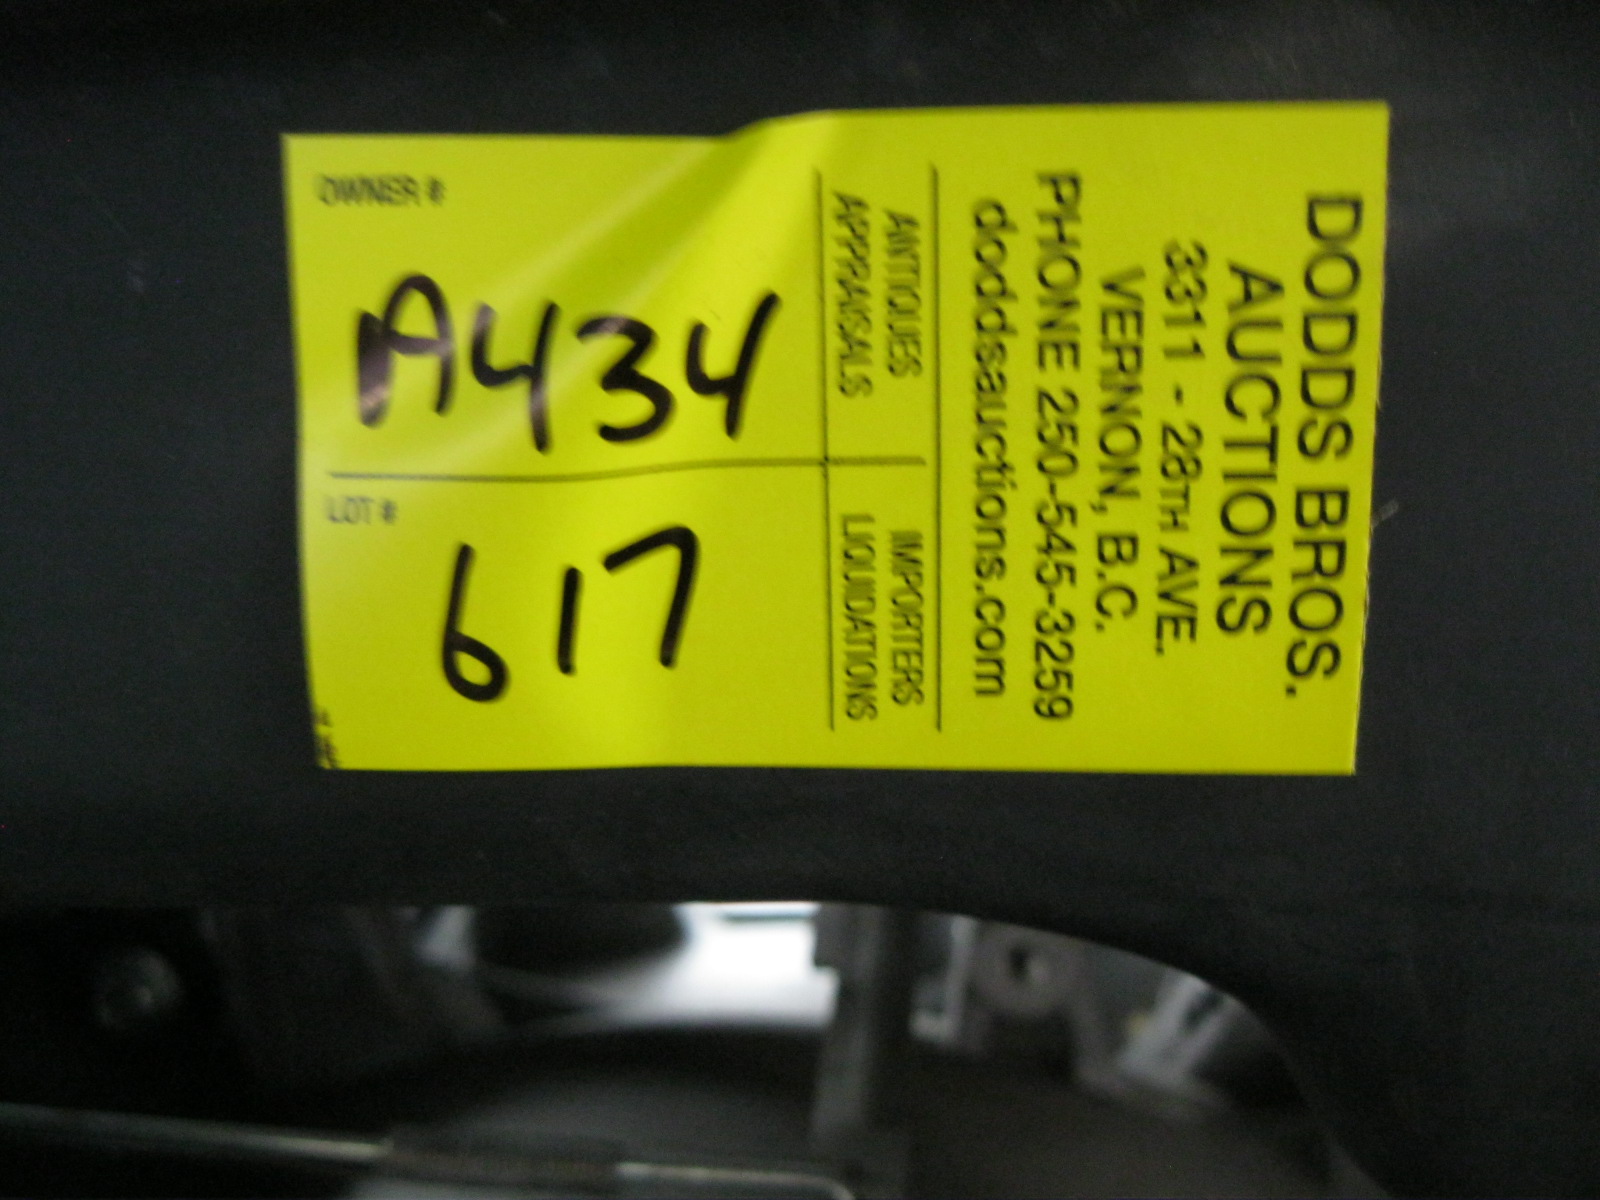 DODDS BROS.
AUCTIONS
3311 - 28TH AVE.
VERNON, B.C.
PHONE 250-545-3259
doddsauctions.com
ANTIQUES IMPORTERS
APPRAISALS LIQUIDATIONS
OWNER #
A434
LOT #
617